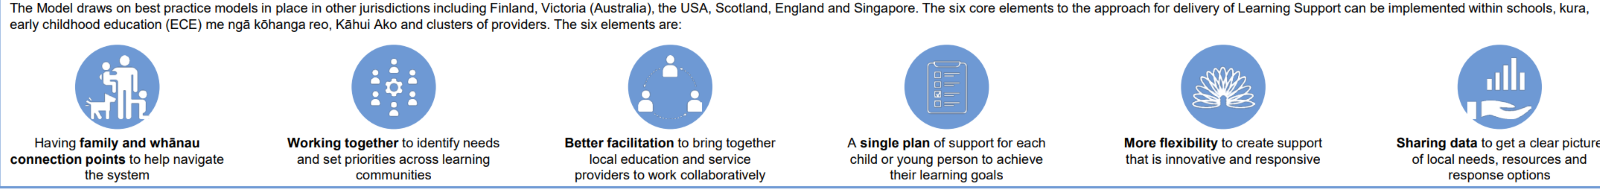 The Model draws on best practice models in place in other jurisdictions including Finland, Victoria (Australia), the USA, Scotland, England and Singapore. The six core elements to the approach for delivery of Learning Support can be implemented within schools, kura,
early childhood education (ECE) me ngā kōhanga reo, Kāhui Ako and clusters of providers. The six elements are:
Having family and whānau
connection points to help navigate
the system
Working together to identify needs
and set priorities across learning
communities
Better facilitation to bring together
local education and service
providers to work collaboratively
A single plan of support for each
child or young person to achieve
their learning goals
More flexibility to create support
that is innovative and responsive
Sharing data to get a clear picture
of local needs, resources and
response options